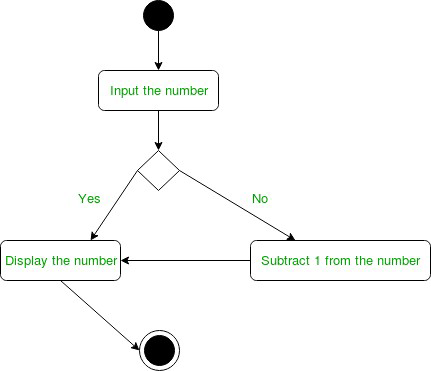 Input the number
Yes
No
Display the number
Subtract 1 from the number